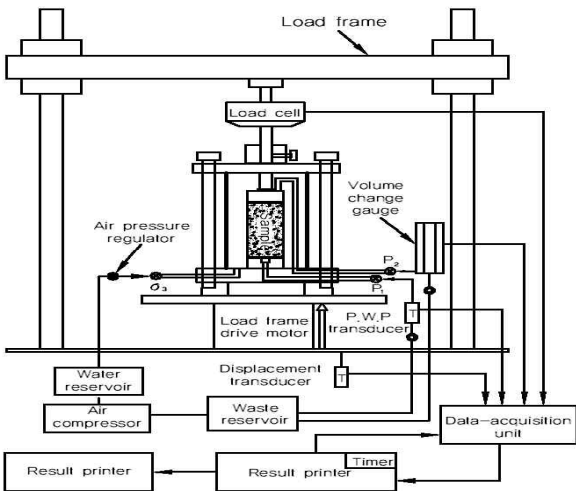 Load frame
Load cell
Volume
change
gauge
Air pressure
regulator
Sample
σ3
P2
P1
T
P.W.P
transducer
Load frame
drive motor
Displacement
transducer
T
Water
reservoir
Air
compressor
Waste
reservoir
Data-acquisition
unit
Timer
Result printer
Result printer